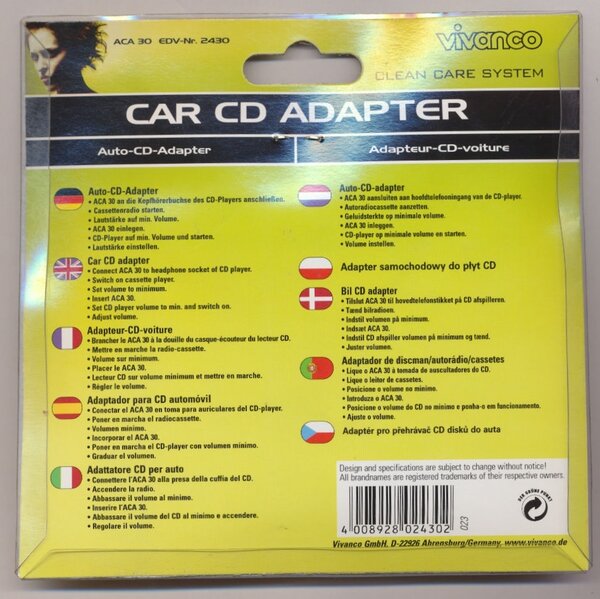 ACA 30 EDV-Nr. 2430
vivanco
CLEAN CARE SYSTEM
CAR CD ADAPTER
Auto-CD-Adapter
Adapteur-CD-voiture
Auto-CD-Adapter
• ACA 30 an die Kopfhörerbuchse des CD-Players anschließen.
• Cassettenradio starten.
• Lautstärke auf min. Volume.
• ACA 30 einlegen.
• CD-Player auf min. Volume und starten.
• Lautstärke einstellen.
Car CD adapter
• Connect ACA 30 to headphone socket of CD player.
• Switch on cassette player.
• Set volume to minimum.
• Insert ACA 30.
• Set CD player volume to min. and switch on.
• Adjust volume.
Adapteur-CD-voiture
• Brancher le ACA 30 à la douille du casque-écouteur du lecteur CD.
• Mettre en marche la radio-cassette.
• Volume sur minimum.
• Placer le ACA 30.
• Lecteur CD sur volume minimum et mettre en marche.
• Régler le volume.
Adaptador para CD automóvil
• Conectar el ACA 30 en toma para auriculares del CD-player.
• Poner en marcha el radiocassette.
• Volumen mínimo.
• Incorporar el ACA 30.
• Poner en marcha el CD-player con volumen mínimo.
• Graduar el volumen.
Adattatore CD per auto
• Connettere l'ACA 30 alla presa della cuffia del CD.
• Accendere la radio.
• Abbassare il volume al minimo.
• Inserire l'ACA 30.
• Abbassare il volume del CD al minimo e accendere.
• Regolare il volume.
Auto-CD-adapter
• ACA 30 aansluiten aan hoofdtelefooningang van de CD-player.
• Autoradiocassette aanzetten.
• Geluidsterkte op minimale volume.
• ACA 30 inleggen.
• CD-player op minimale volume en starten.
• Volume instellen.
Adapter samochodowy do płyt CD
Bil CD adapter
• Tilslut ACA 30 til hovedtelefonstikket på CD afspilleren.
• Tænd bilradioen.
• Indstil volumen på minimum.
• Indsæt ACA 30.
• Indstil CD afspiller volumen på minimum og tænd.
• Juster volumen.
Adaptador de discman/autorádio/cassetes
• Ligue o ACA 30 à tomada de auscultadores do CD.
• Ligue o leitor de cassetes.
• Posicione o volume no mínimo.
• Introduza o ACA 30.
• Posicione o volume do CD no mínimo e ponha-o em funcionamento.
• Ajuste o volume.
Adaptér pro přehrávač CD disků do auta
Design and specifications are subject to change without notice!
All brandnames are registered trademarks of their respective owners.
4 008928 024302
023
DER GRÜNE PUNKT
Vivanco GmbH, D-22926 Ahrensburg/Germany, www.vivanco.de